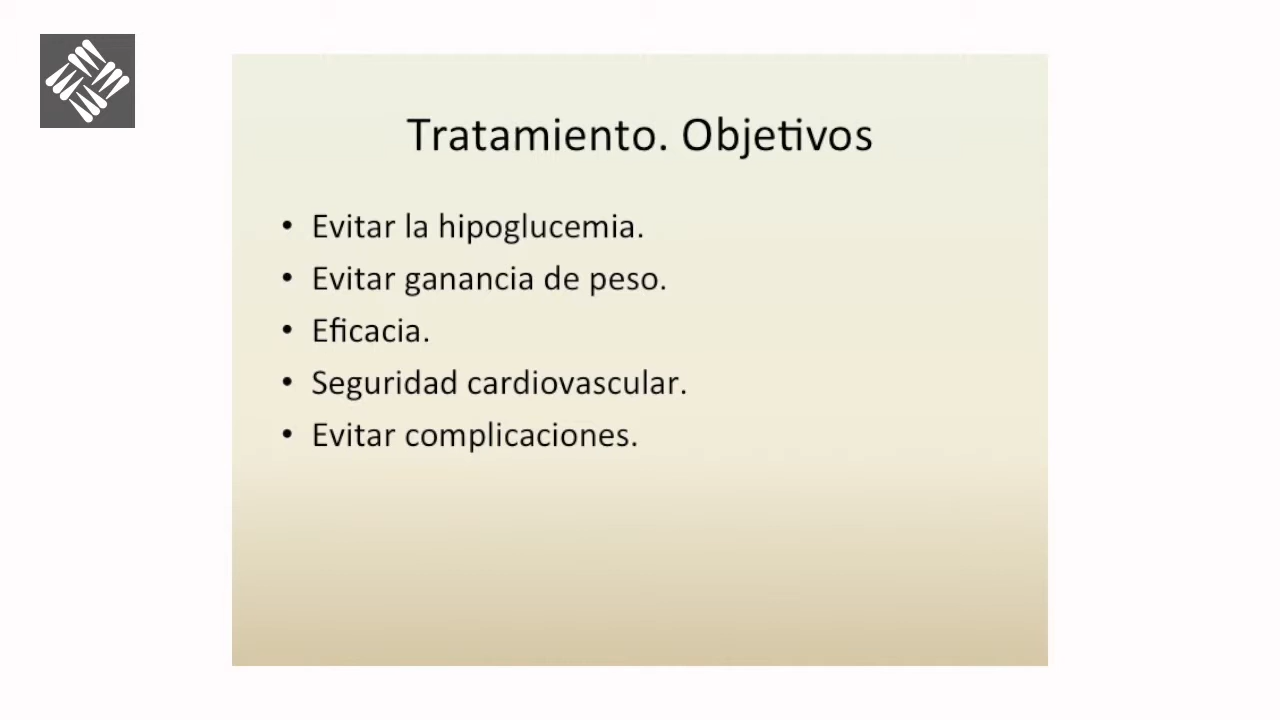 Tratamiento. Objetivos
• Evitar la hipoglucemia.
• Evitar ganancia de peso.
• Eficacia.
• Seguridad cardiovascular.
• Evitar complicaciones.